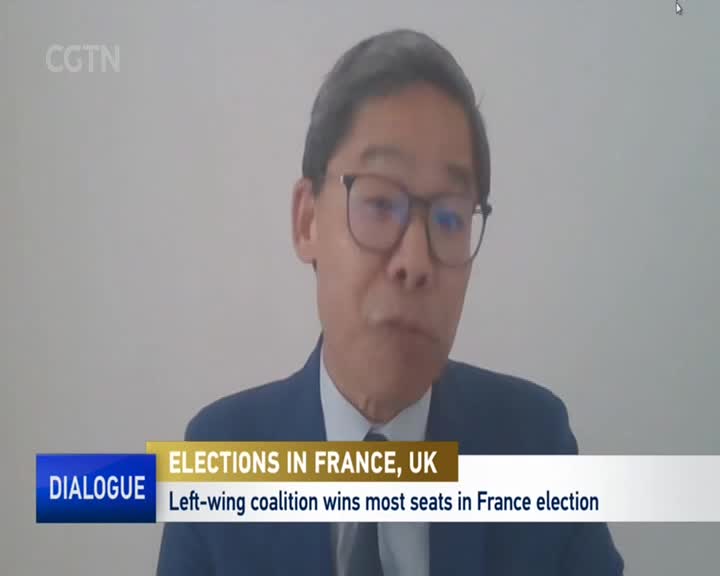 CGTN
ELECTIONS IN FRANCE, UK
DIALOGUE
Left-wing coalition wins most seats in France election